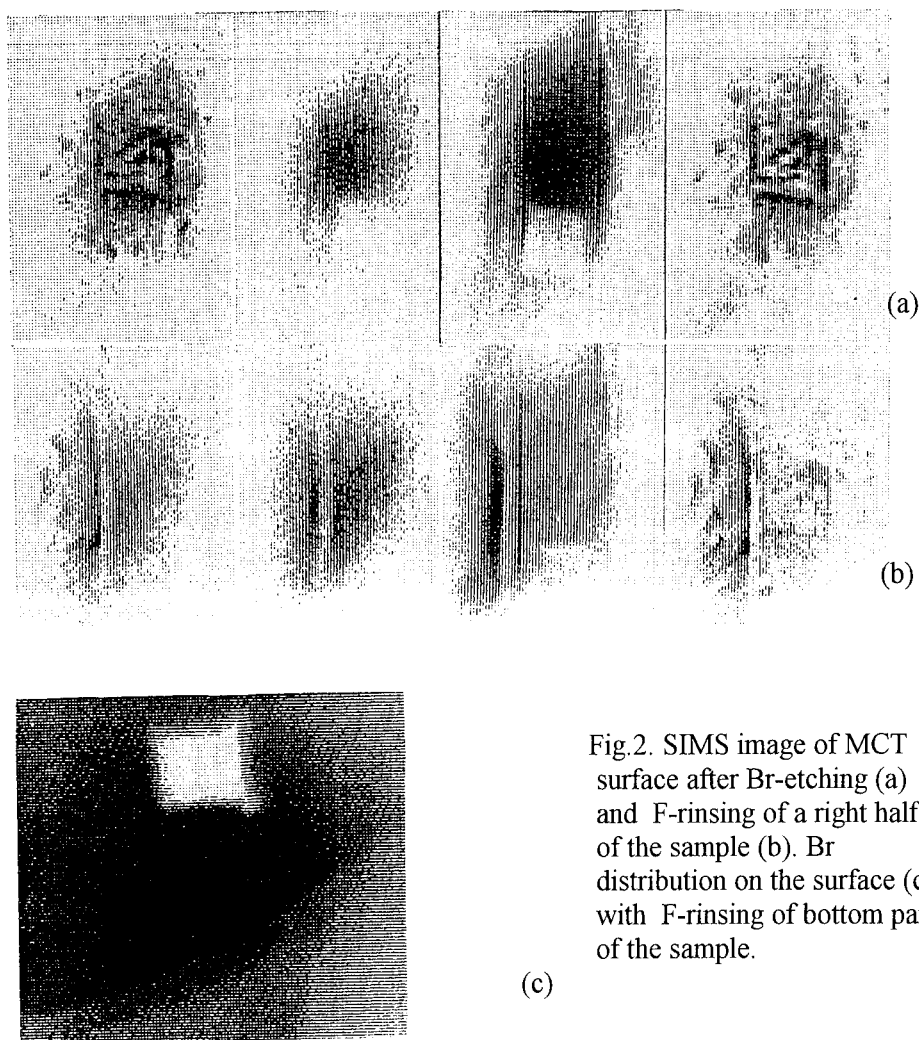 (a)
(b)
Fig.2. SIMS image of MCT
surface after Br-etching (a)
and F-rinsing of a right half
of the sample (b). Br
distribution on the surface (c
with F-rinsing of bottom pa
of the sample.
(c)